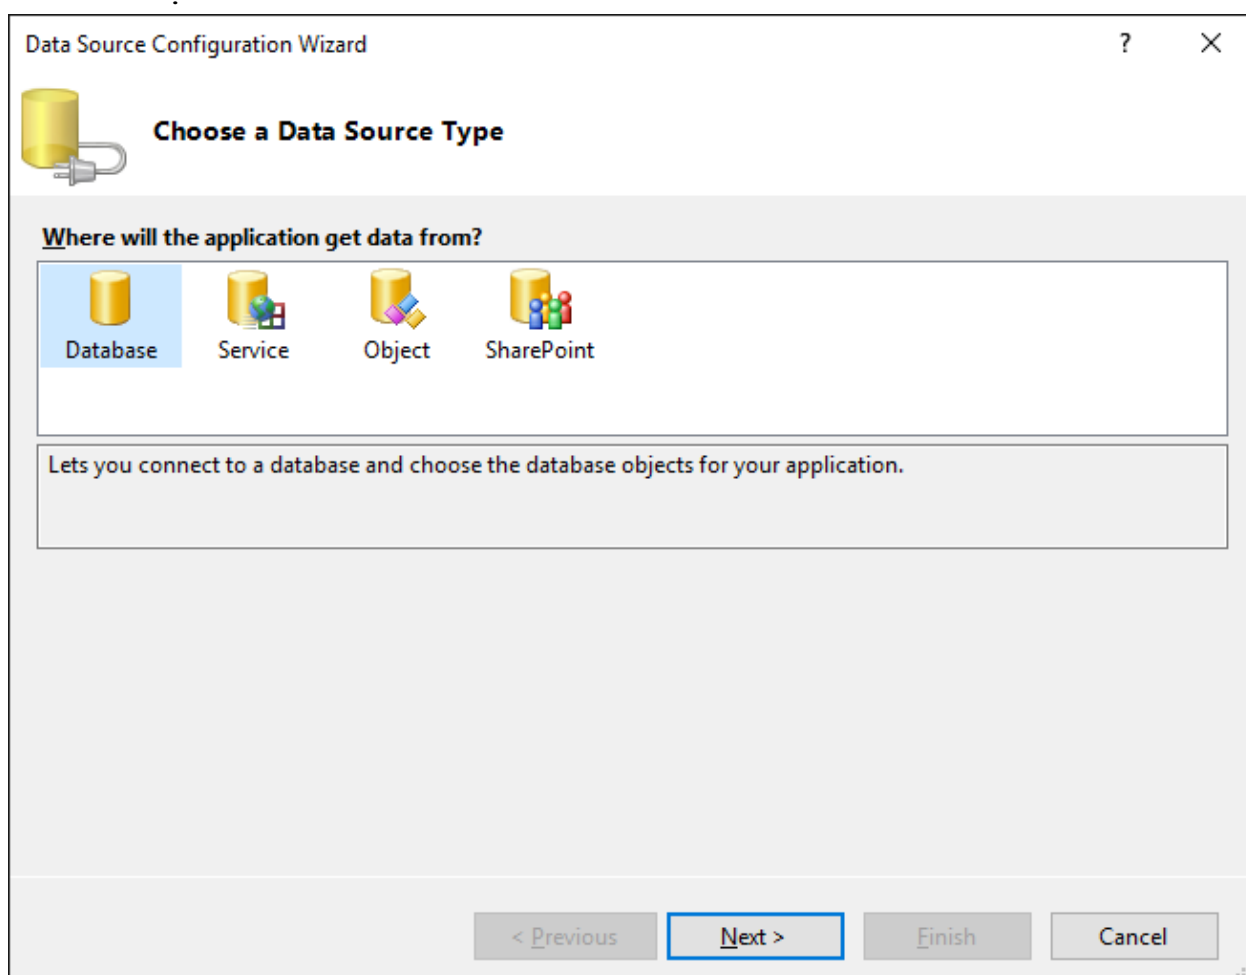 Data Source Configuration Wizard ?
Choose a Data Source Type
Where will the application get data from?
Database Service Object SharePoint
Lets you connect to a database and choose the database objects for your application.
< Previous Next > Finish Cancel